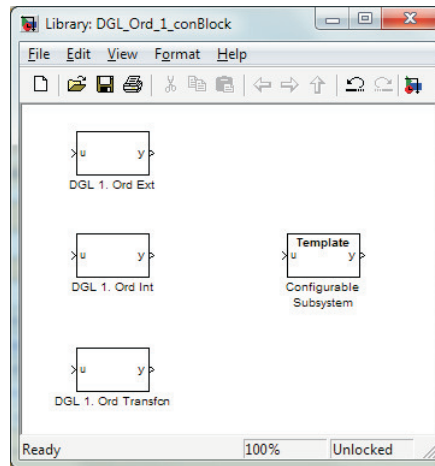 Library: DGL_Ord_1_conBlock
File Edit View Format Help
u y
DGL 1. Ord Ext
Template
u y
u y
DGL 1. Ord Int
Configurable
Subsystem
u y
DGL 1. Ord Transfcn
Ready 100% Unlocked